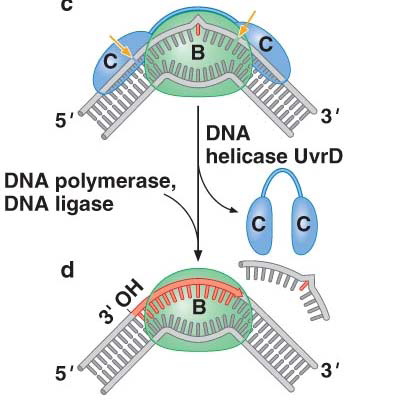 c
C
B
C
5'
3'
DNA
helicase UvrD
DNA polymerase,
DNA ligase
C C
d
3' OH
B
5'
3'